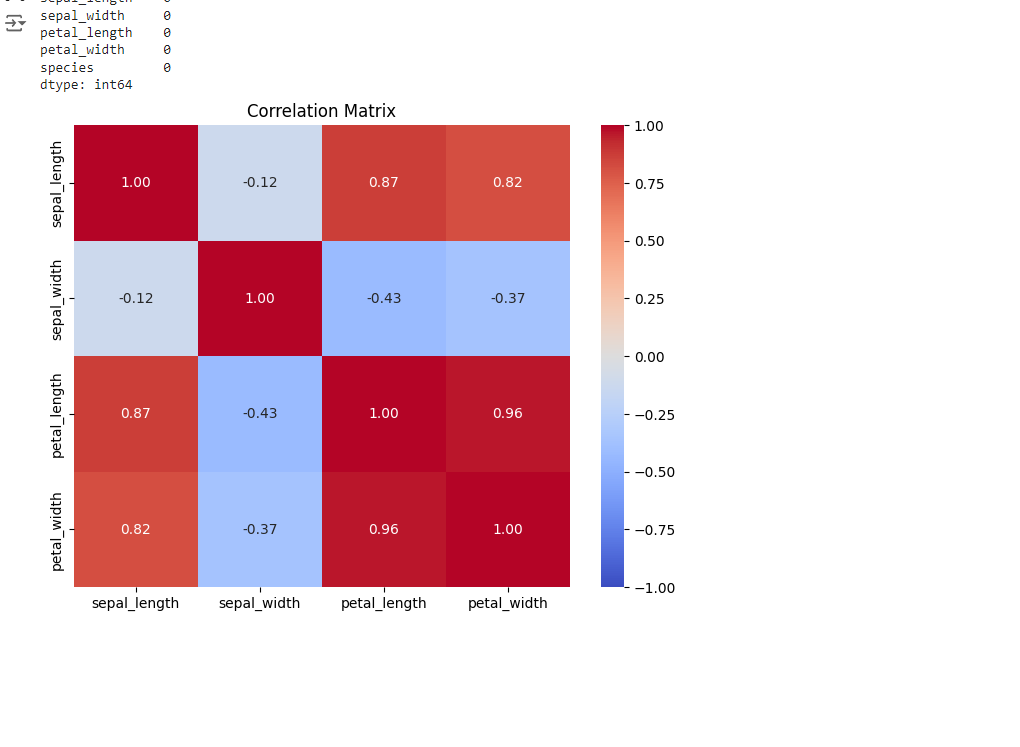 sepal_length 0
sepal_width 0
petal_length 0
petal_width 0
species 0
dtype: int64
Correlation Matrix
sepal_length 1.00 -0.12 0.87 0.82
sepal_width -0.12 1.00 -0.43 -0.37
petal_length 0.87 -0.43 1.00 0.96
petal_width 0.82 -0.37 0.96 1.00
sepal_length sepal_width petal_length petal_width
1.00
0.75
0.50
0.25
0.00
−0.25
−0.50
−0.75
−1.00